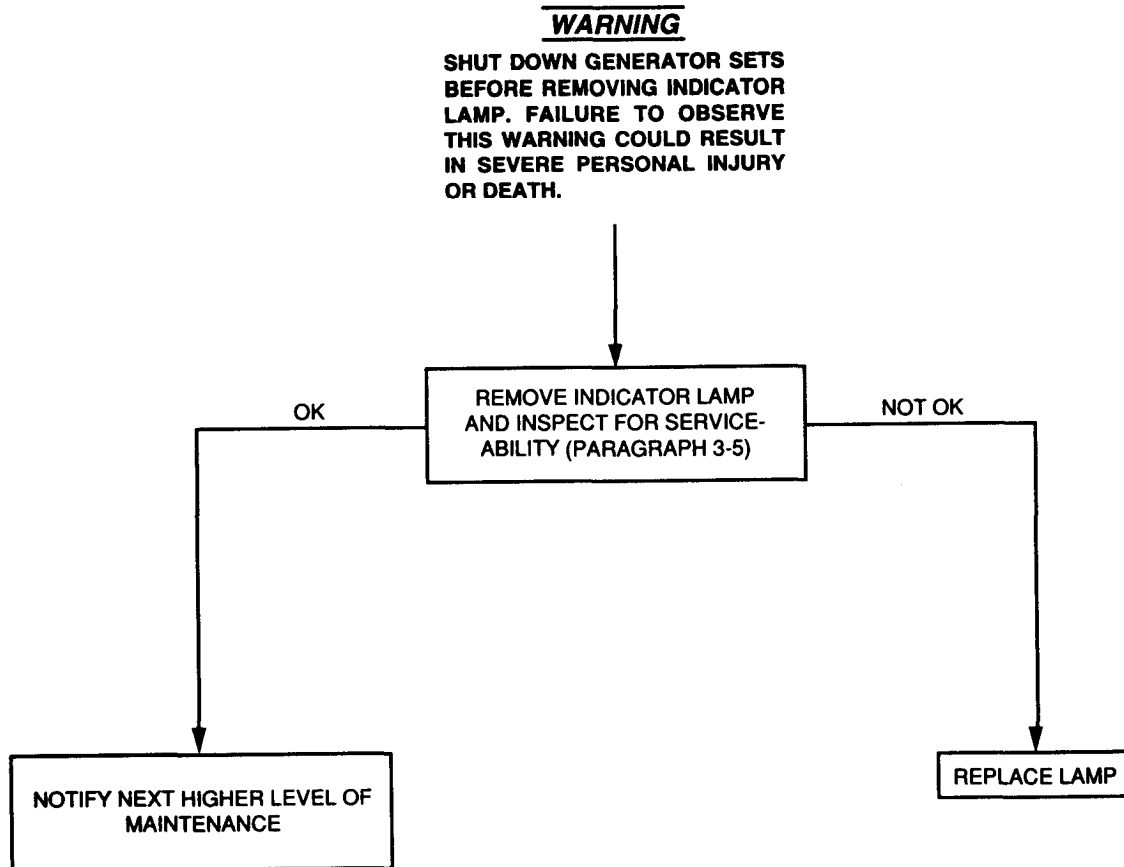 WARNING
SHUT DOWN GENERATOR SETS
BEFORE REMOVING INDICATOR
LAMP. FAILURE TO OBSERVE
THIS WARNING COULD RESULT
IN SEVERE PERSONAL INJURY
OR DEATH.
REMOVE INDICATOR LAMP
AND INSPECT FOR SERVICE-
ABILITY (PARAGRAPH 3-5)
OK
NOT OK
NOTIFY NEXT HIGHER LEVEL OF
MAINTENANCE
REPLACE LAMP